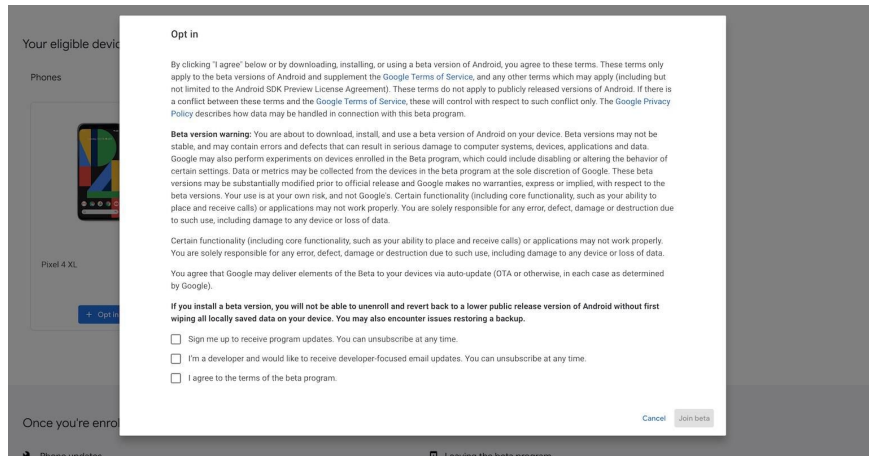 Your eligible devic
Phones
Pixel 4 XL
+ Opt in
Once you're enrol
Phone updates
Leaving the beta program
Opt in
By clicking "I agree" below or by downloading, installing, or using a beta version of Android, you agree to these terms. These terms only
apply to the beta versions of Android and supplement the Google Terms of Service, and any other terms which may apply (including but
not limited to the Android SDK Preview License Agreement). These terms do not apply to publicly released versions of Android. If there is
a conflict between these terms and the Google Terms of Service, these will control with respect to such conflict only. The Google Privacy
Policy describes how data may be handled in connection with this beta program.
Beta version warning: You are about to download, install, and use a beta version of Android on your device. Beta versions may not be
stable, and may contain errors and defects that can result in serious damage to computer systems, devices, applications and data.
Google may also perform experiments on devices enrolled in the Beta program, which could include disabling or altering the behavior of
certain settings. Data or metrics may be collected from the devices in the beta program at the sole discretion of Google. These beta
versions may be substantially modified prior to official release and Google makes no warranties, express or implied, with respect to the
beta versions. Your use is at your own risk, and not Google's. Certain functionality (including core functionality, such as your ability to
place and receive calls) or applications may not work properly. You are solely responsible for any error, defect, damage or destruction due
to such use, including damage to any device or loss of data.
Certain functionality (including core functionality, such as your ability to place and receive calls) or applications may not work properly.
You are solely responsible for any error, defect, damage or destruction due to such use, including damage to any device or loss of data.
You agree that Google may deliver elements of the Beta to your devices via auto-update (OTA or otherwise, in each case as determined
by Google).
If you install a beta version, you will not be able to unenroll and revert back to a lower public release version of Android without first
wiping all locally saved data on your device. You may also encounter issues restoring a backup.
Sign me up to receive program updates. You can unsubscribe at any time.
I'm a developer and would like to receive developer-focused email updates. You can unsubscribe at any time.
I agree to the terms of the beta program.
Cancel
Join beta